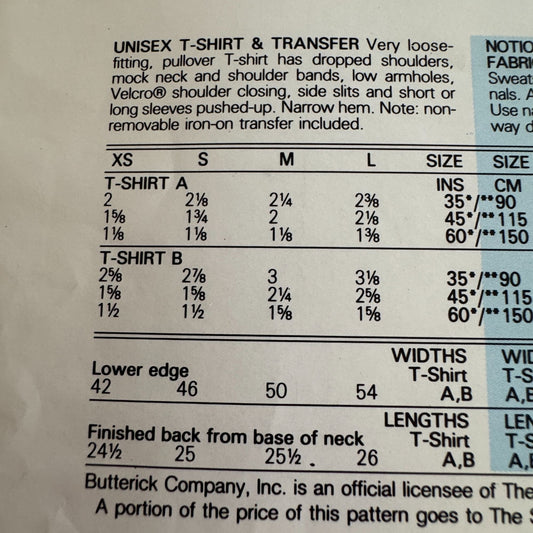 UNISEX T-SHIRT & TRANSFER Very loose-
fitting, pullover T-shirt has dropped shoulders,
mock neck and shoulder bands, low armholes,
Velcro® shoulder closing, side slits and short or
long sleeves pushed-up. Narrow hem. Note: non-
removable iron-on transfer included.
XS S M L SIZE SIZE
T-SHIRT A INS CM
2 2⅛ 2¼ 2⅜ 35*/**90
1⅝ 1¾ 2 2⅛ 45*/**115
1⅛ 1⅛ 1⅛ 1⅜ 60*/**150
T-SHIRT B
2⅝ 2⅞ 3 3⅛ 35*/**90
1⅝ 1⅝ 2¼ 2⅝ 45*/**115
1½ 1½ 1⅝ 1⅝ 60*/**150
WIDTHS WID
Lower edge T-Shirt T-S
42 46 50 54 A,B A,B
LENGTHS LEN
Finished back from base of neck T-Shirt T-S
24½ 25 25½ . 26 A,B A,
Butterick Company, Inc. is an official licensee of The
A portion of the price of this pattern goes to The S
NOTIO
FABRI
Sweats
nals. A
Use na
way d